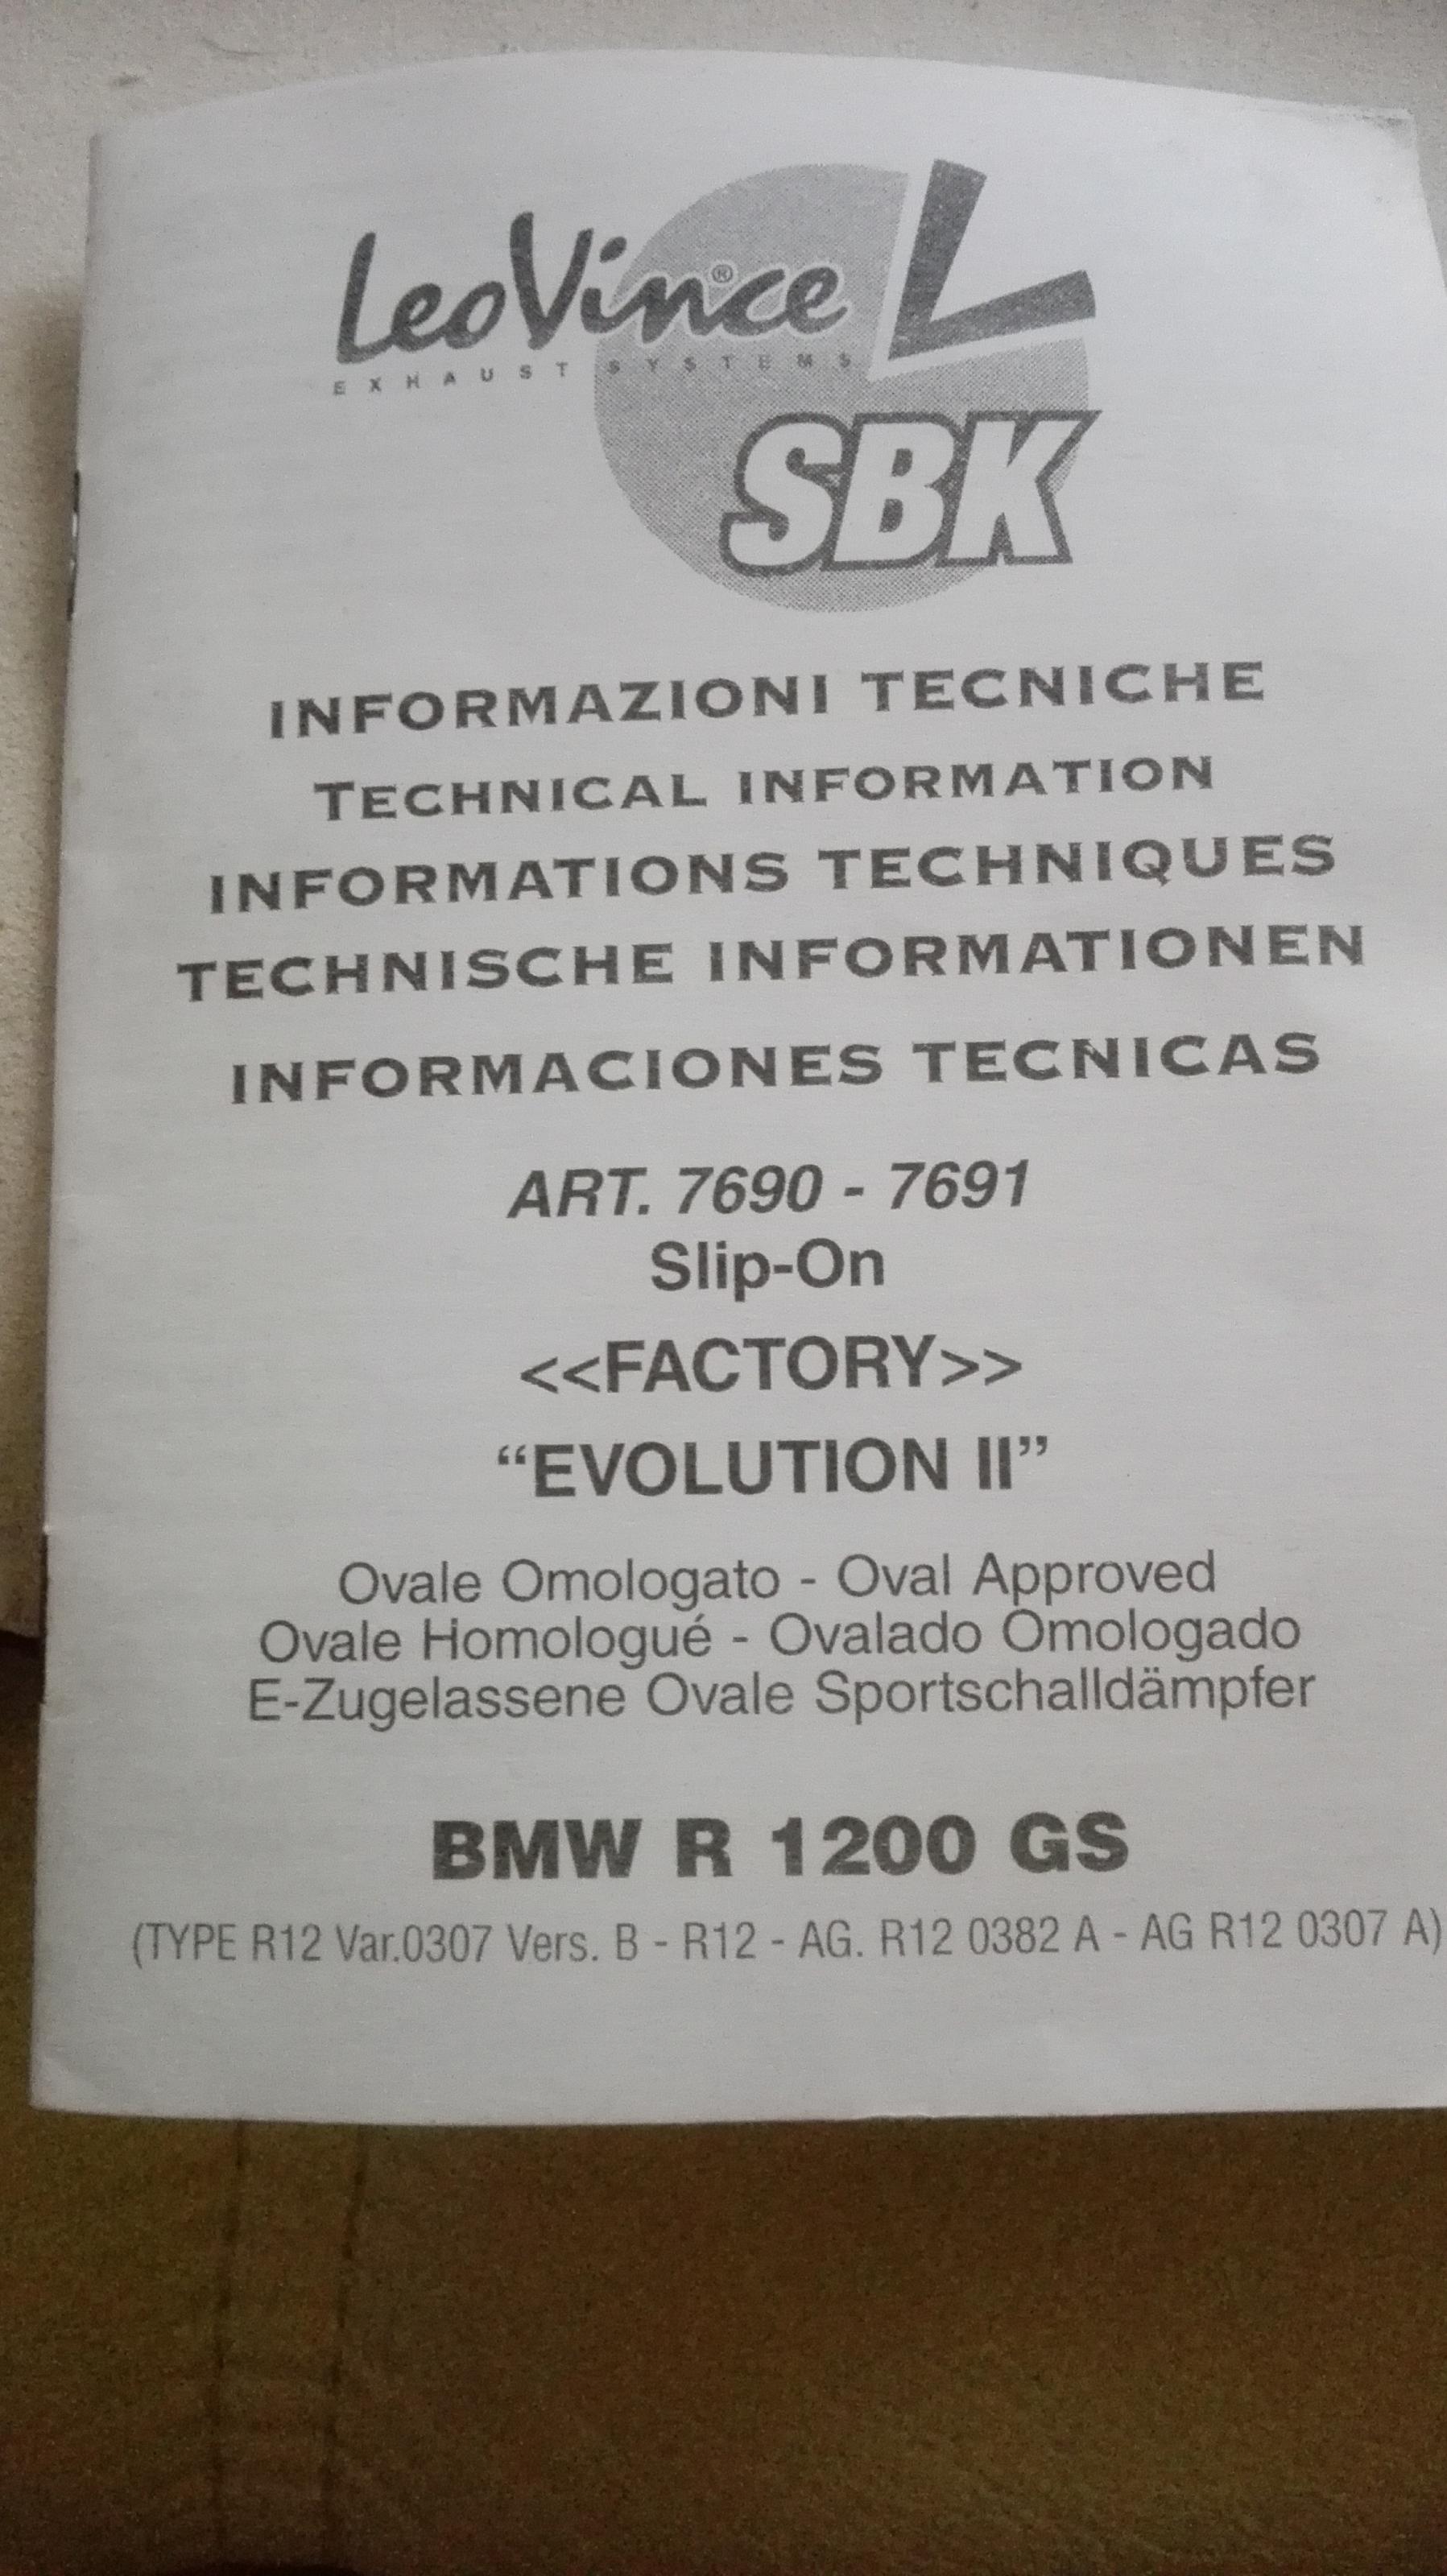 LeoVince®
EXHAUST SYSTEMS
SBK
INFORMAZIONI TECNICHE
TECHNICAL INFORMATION
INFORMATIONS TECHNIQUES
TECHNISCHE INFORMATIONEN
INFORMACIONES TECNICAS
ART. 7690 - 7691
Slip-On
<<FACTORY>>
“EVOLUTION II”
Ovale Omologato - Oval Approved
Ovale Homologué - Ovalado Omologado
E-Zugelassene Ovale Sportschalldämpfer
BMW R 1200 GS
(TYPE R12 Var.0307 Vers. B - R12 - AG. R12 0382 A - AG R12 0307 A)